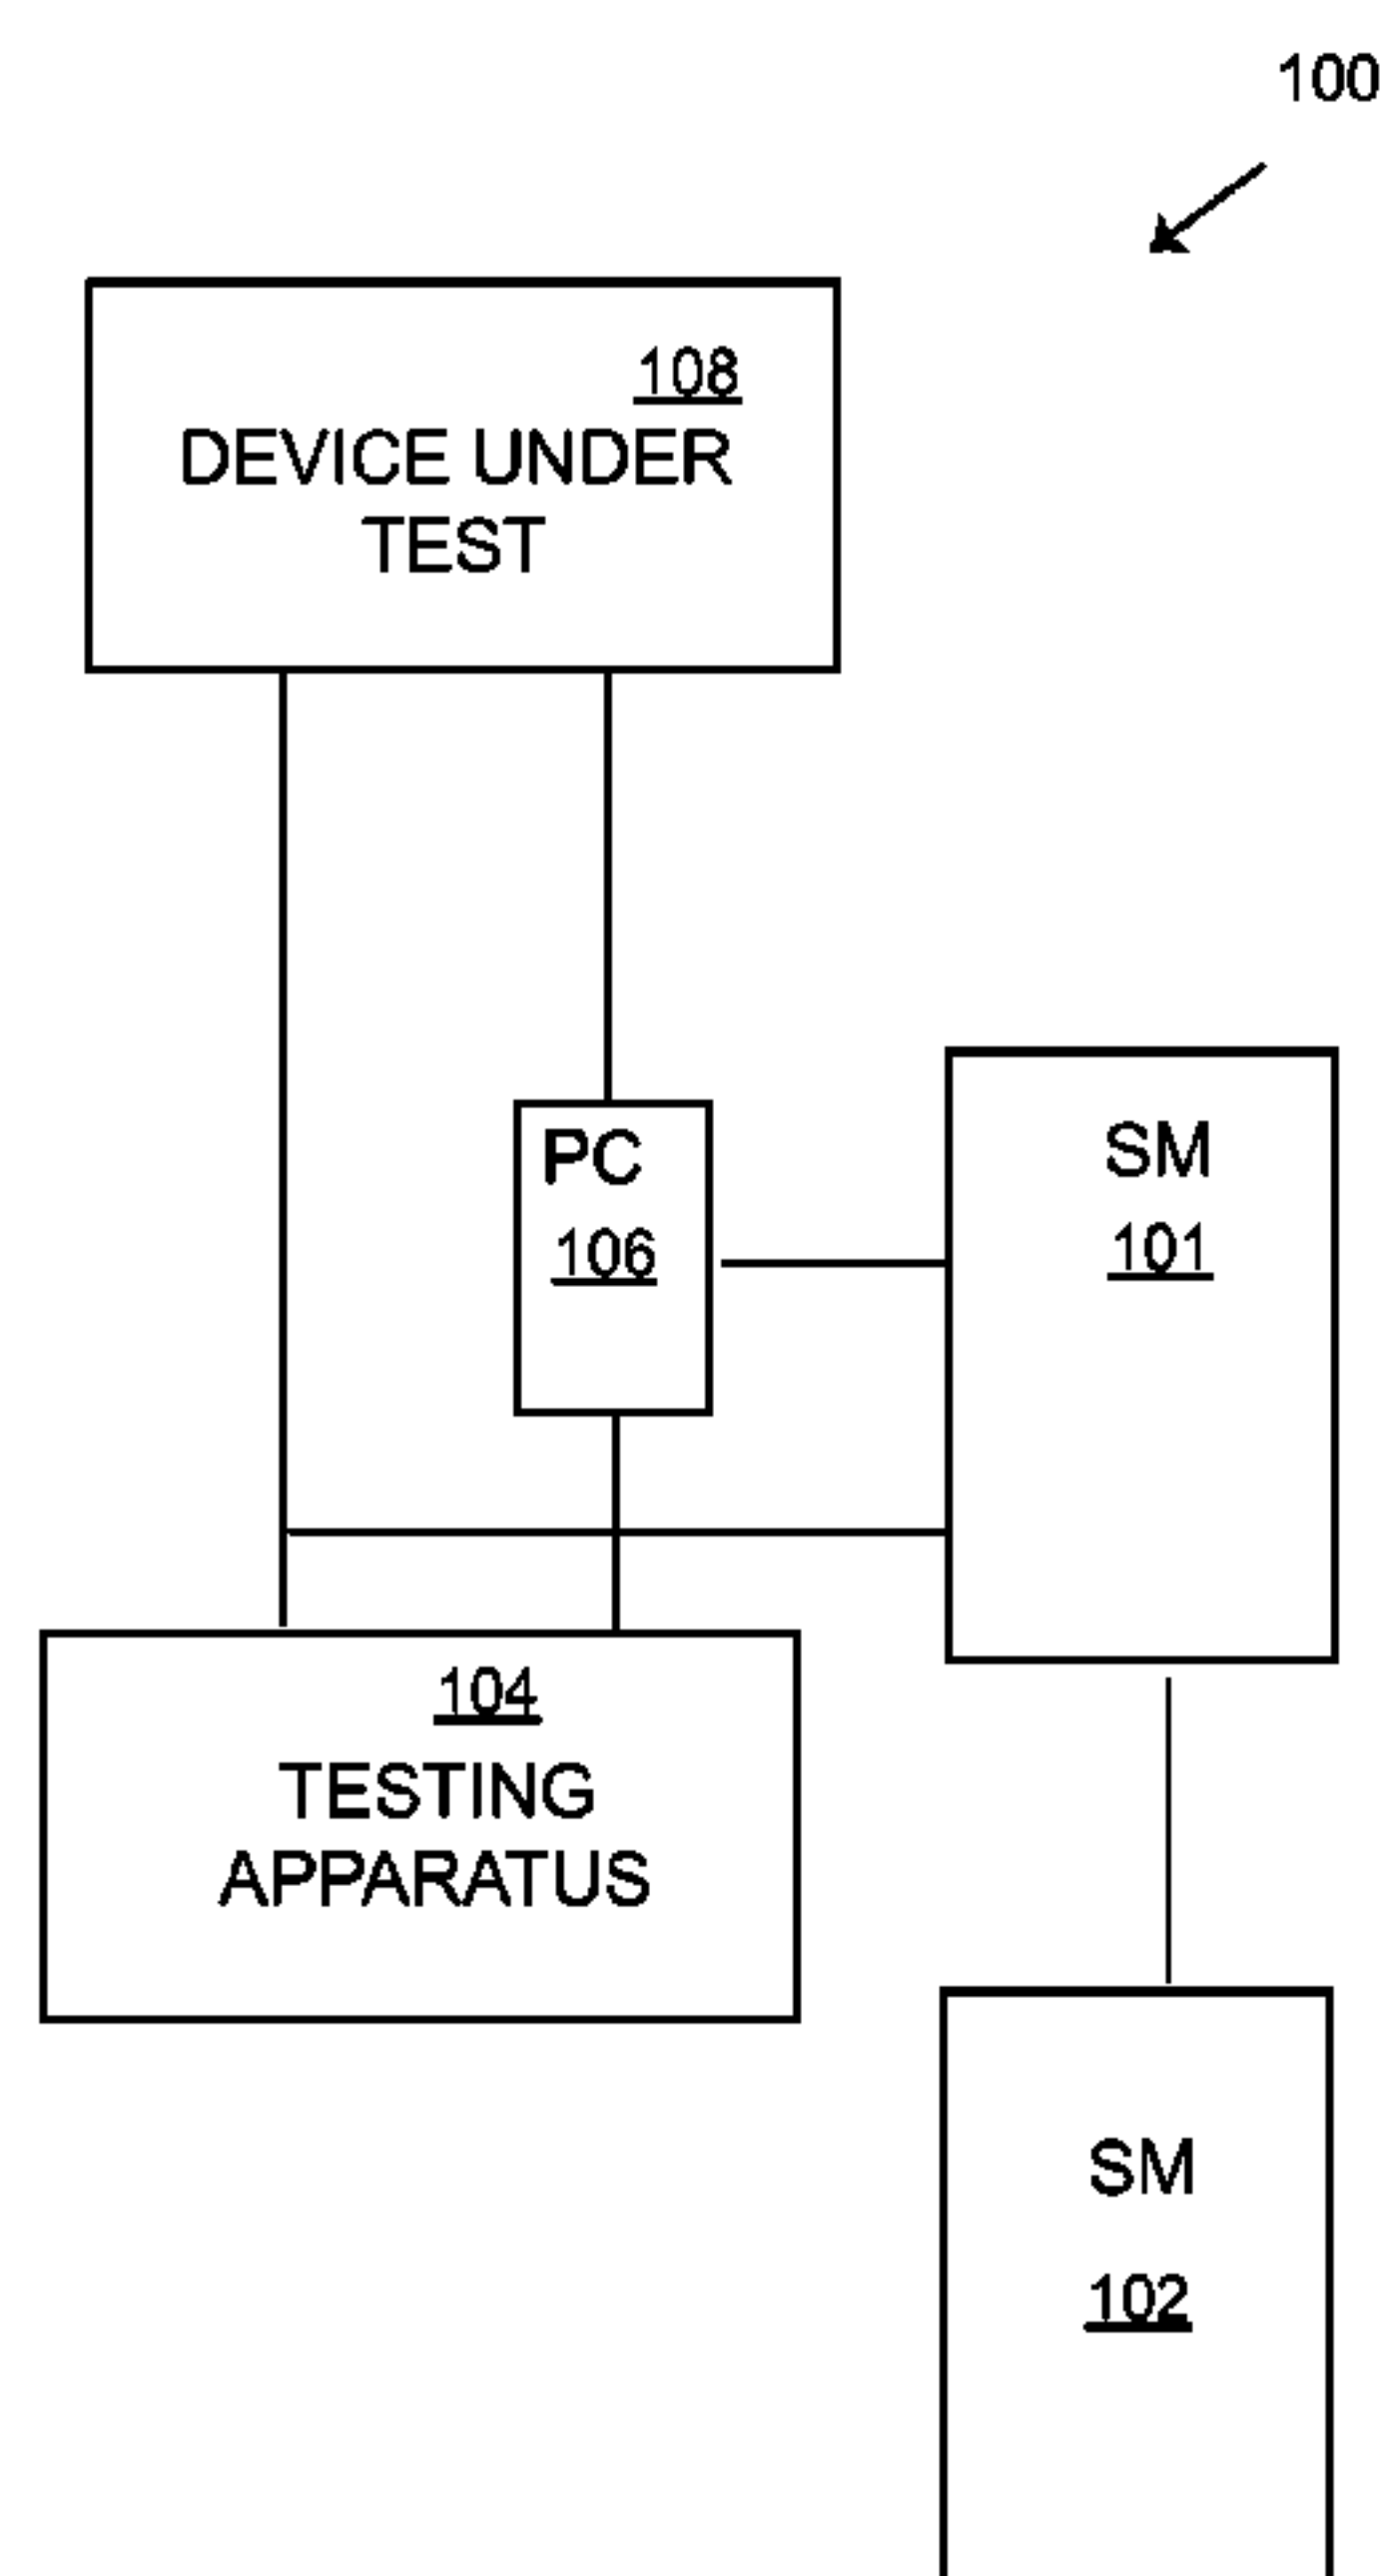 100
108
DEVICE UNDER
TEST
PC
106
SM
101
104
TESTING
APPARATUS
SM
102